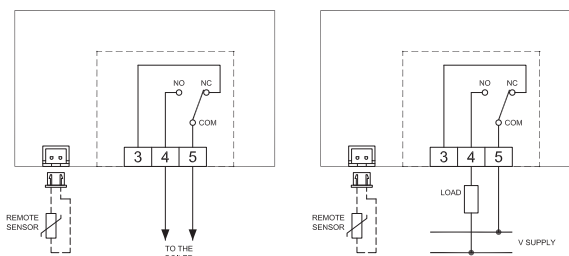 NO NC
COM
3 4 5
REMOTE
SENSOR
TO THE
NO NC
COM
3 4 5
LOAD
REMOTE
SENSOR
V SUPPLY